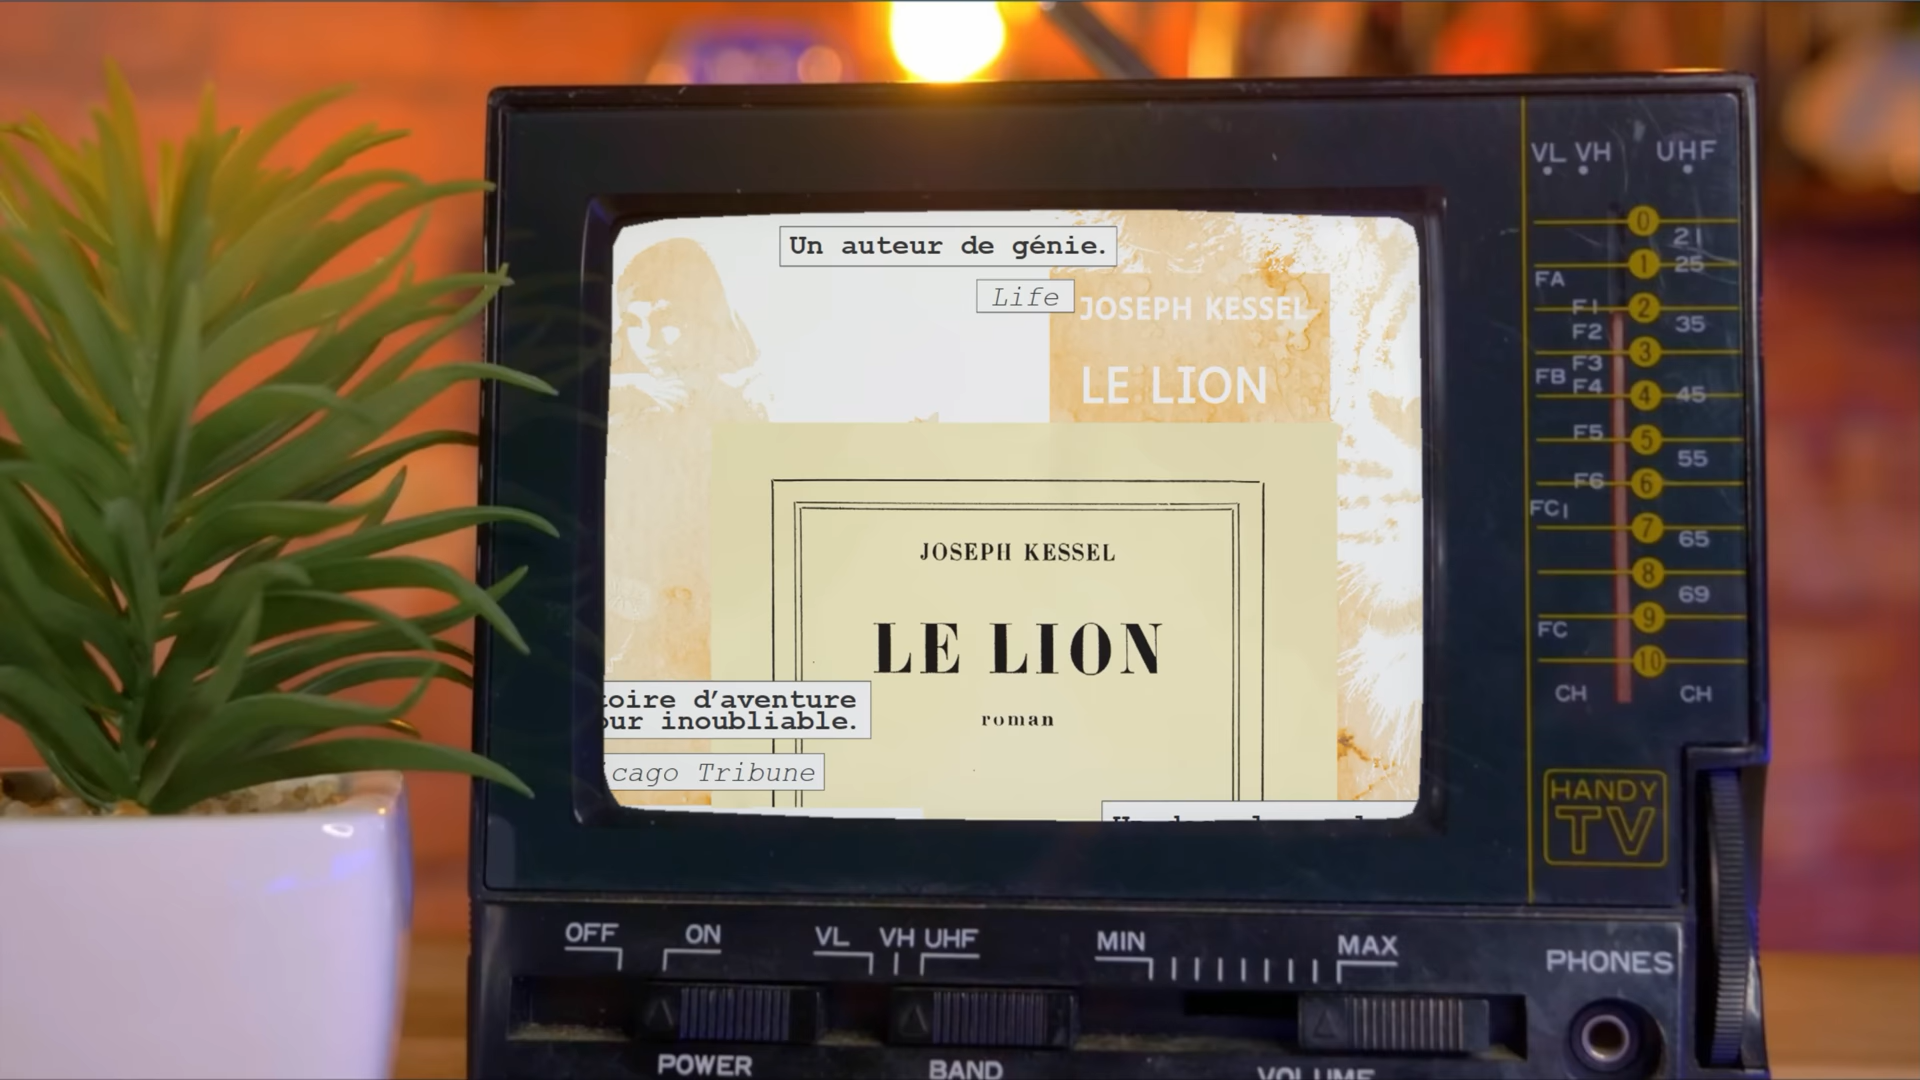 Un auteur de génie.
Life
JOSEPH KESSEL
LE LION
JOSEPH KESSEL
LE LION
roman
d'aventure
inoubliable.
Tribune
VL VH UHF
0
21
1
25
FA
F1
2
F2
35
3
F3
FB
F4
4
45
F5
5
55
F6
6
FC1
7
65
8
69
9
FC
10
CH CH
HANDY
TV
OFF ON
VL VH UHF
MIN MAX
PHONES
POWER
BAND
VOLUME